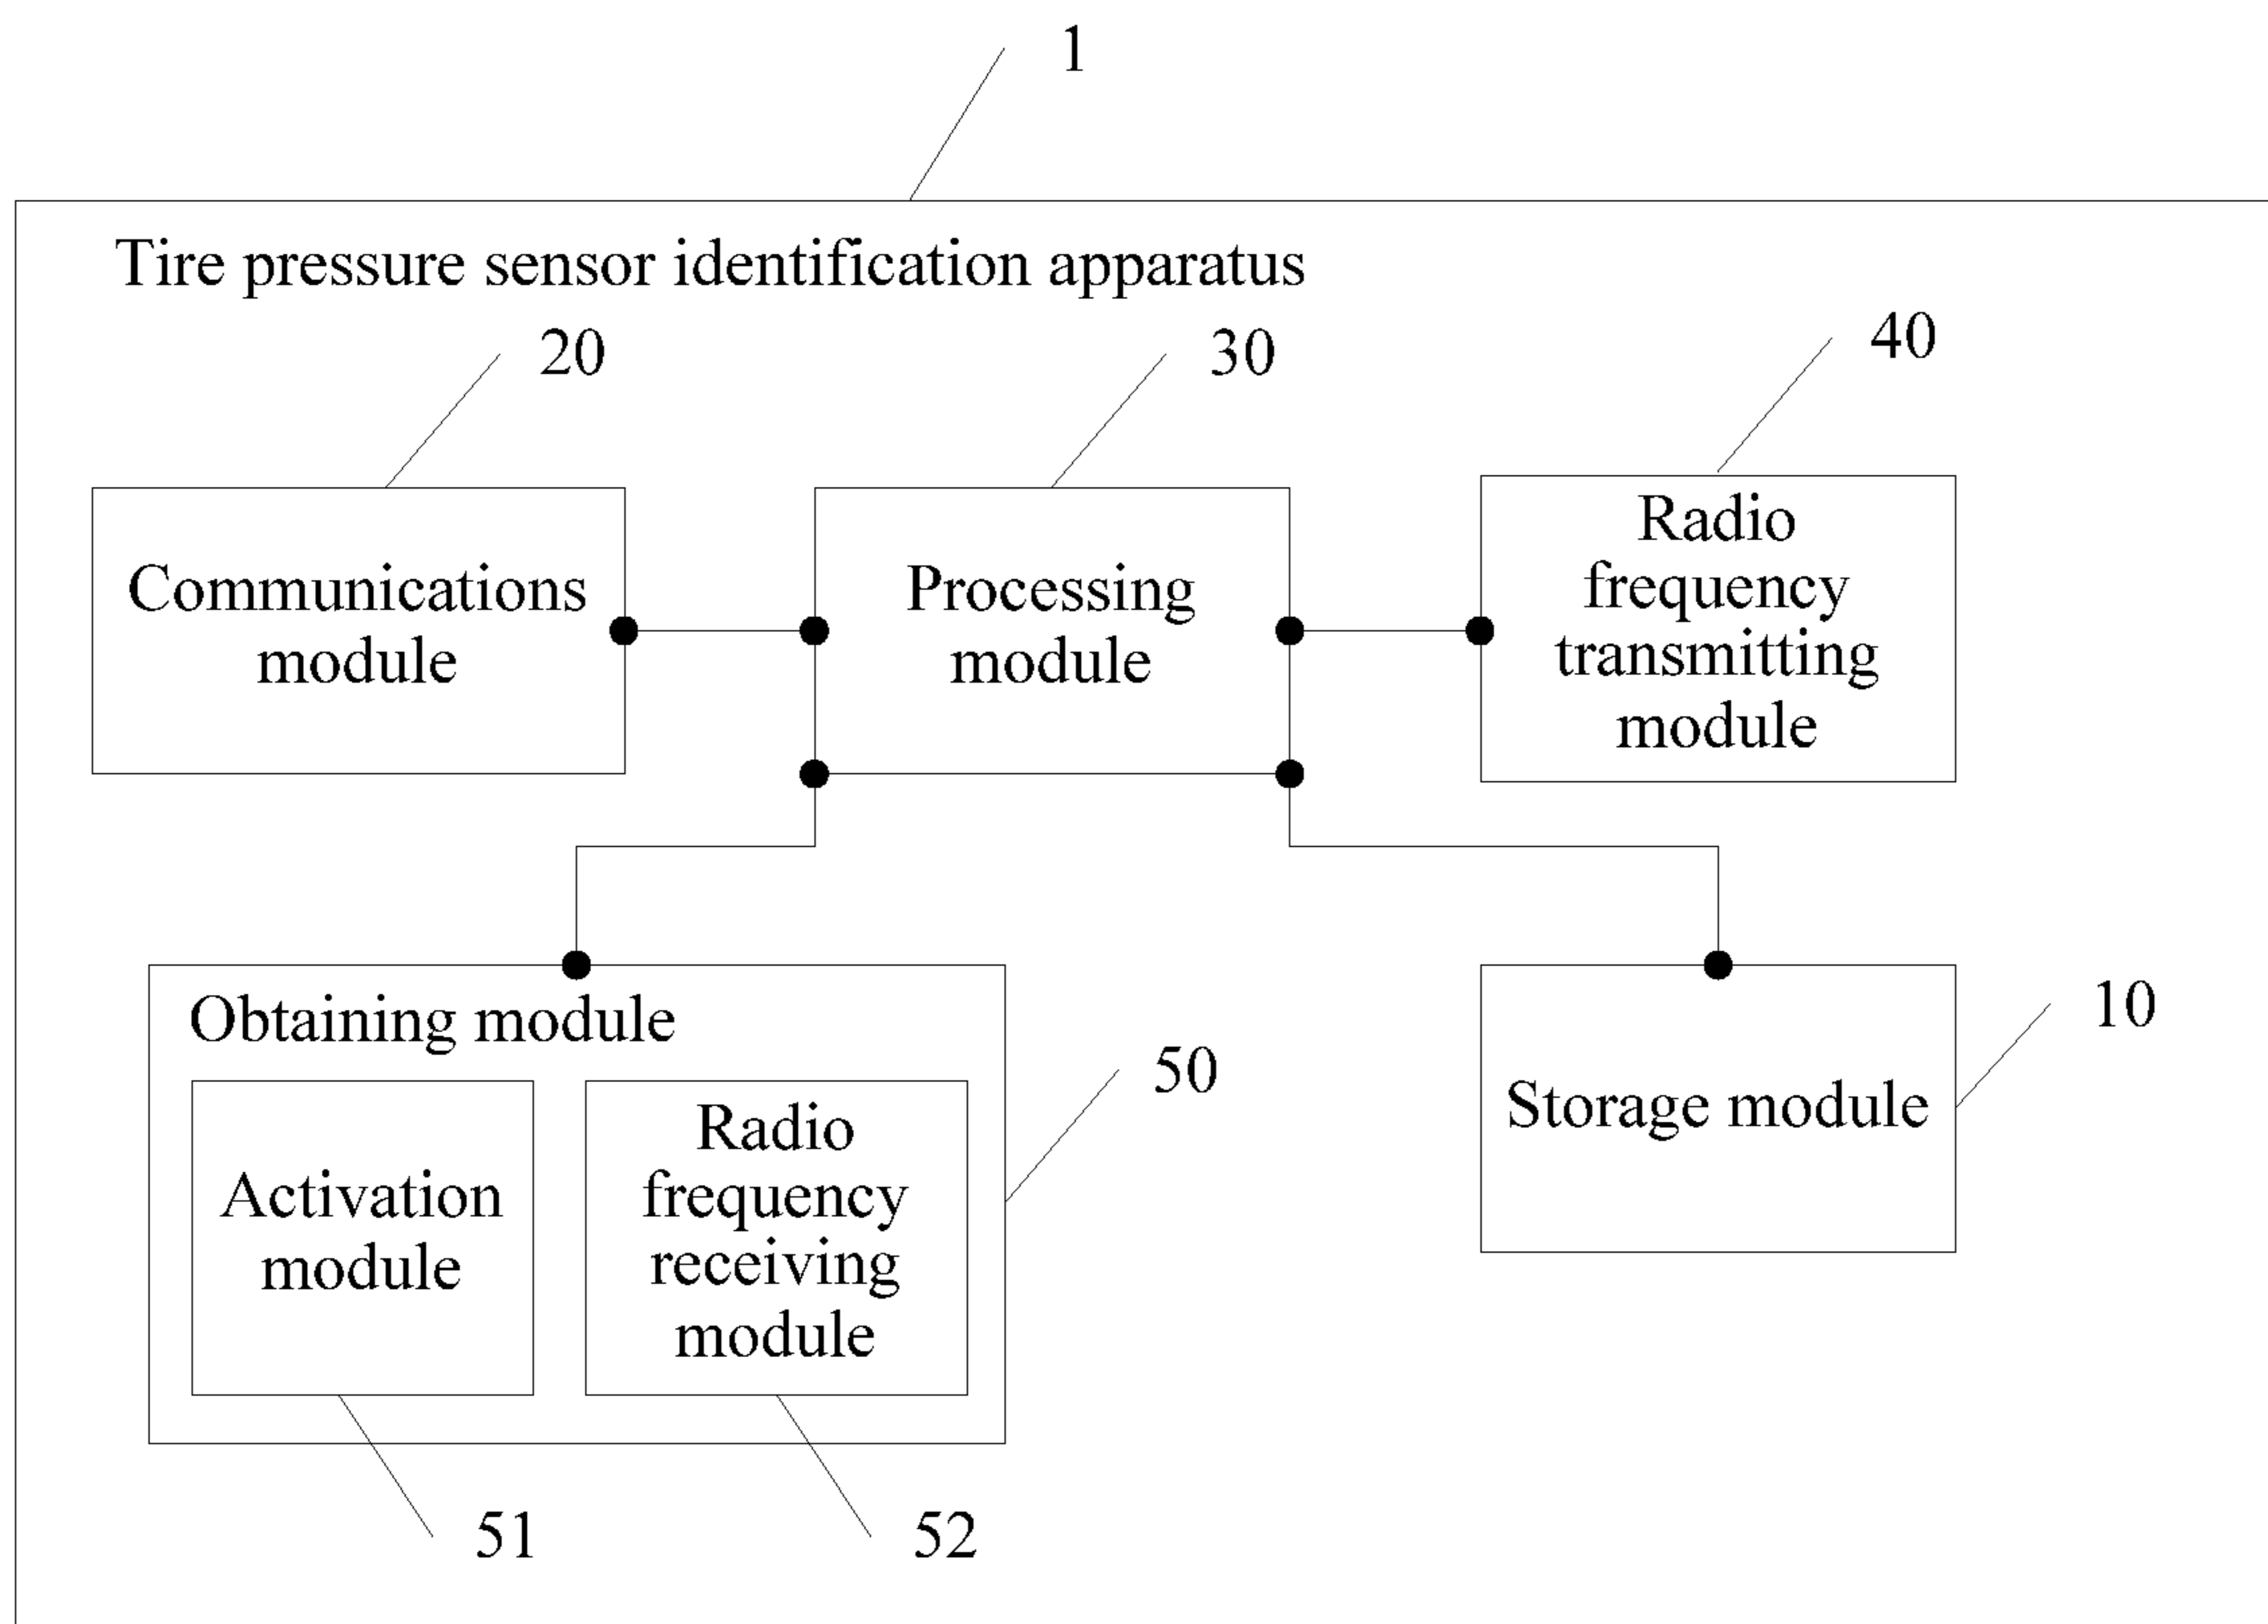 1
Tire pressure sensor identification apparatus
20
30
40
Communications
module
Processing
module
Radio
frequency
transmitting
module
Obtaining module
50
10
Activation
module
Radio
frequency
receiving
module
Storage module
51
52